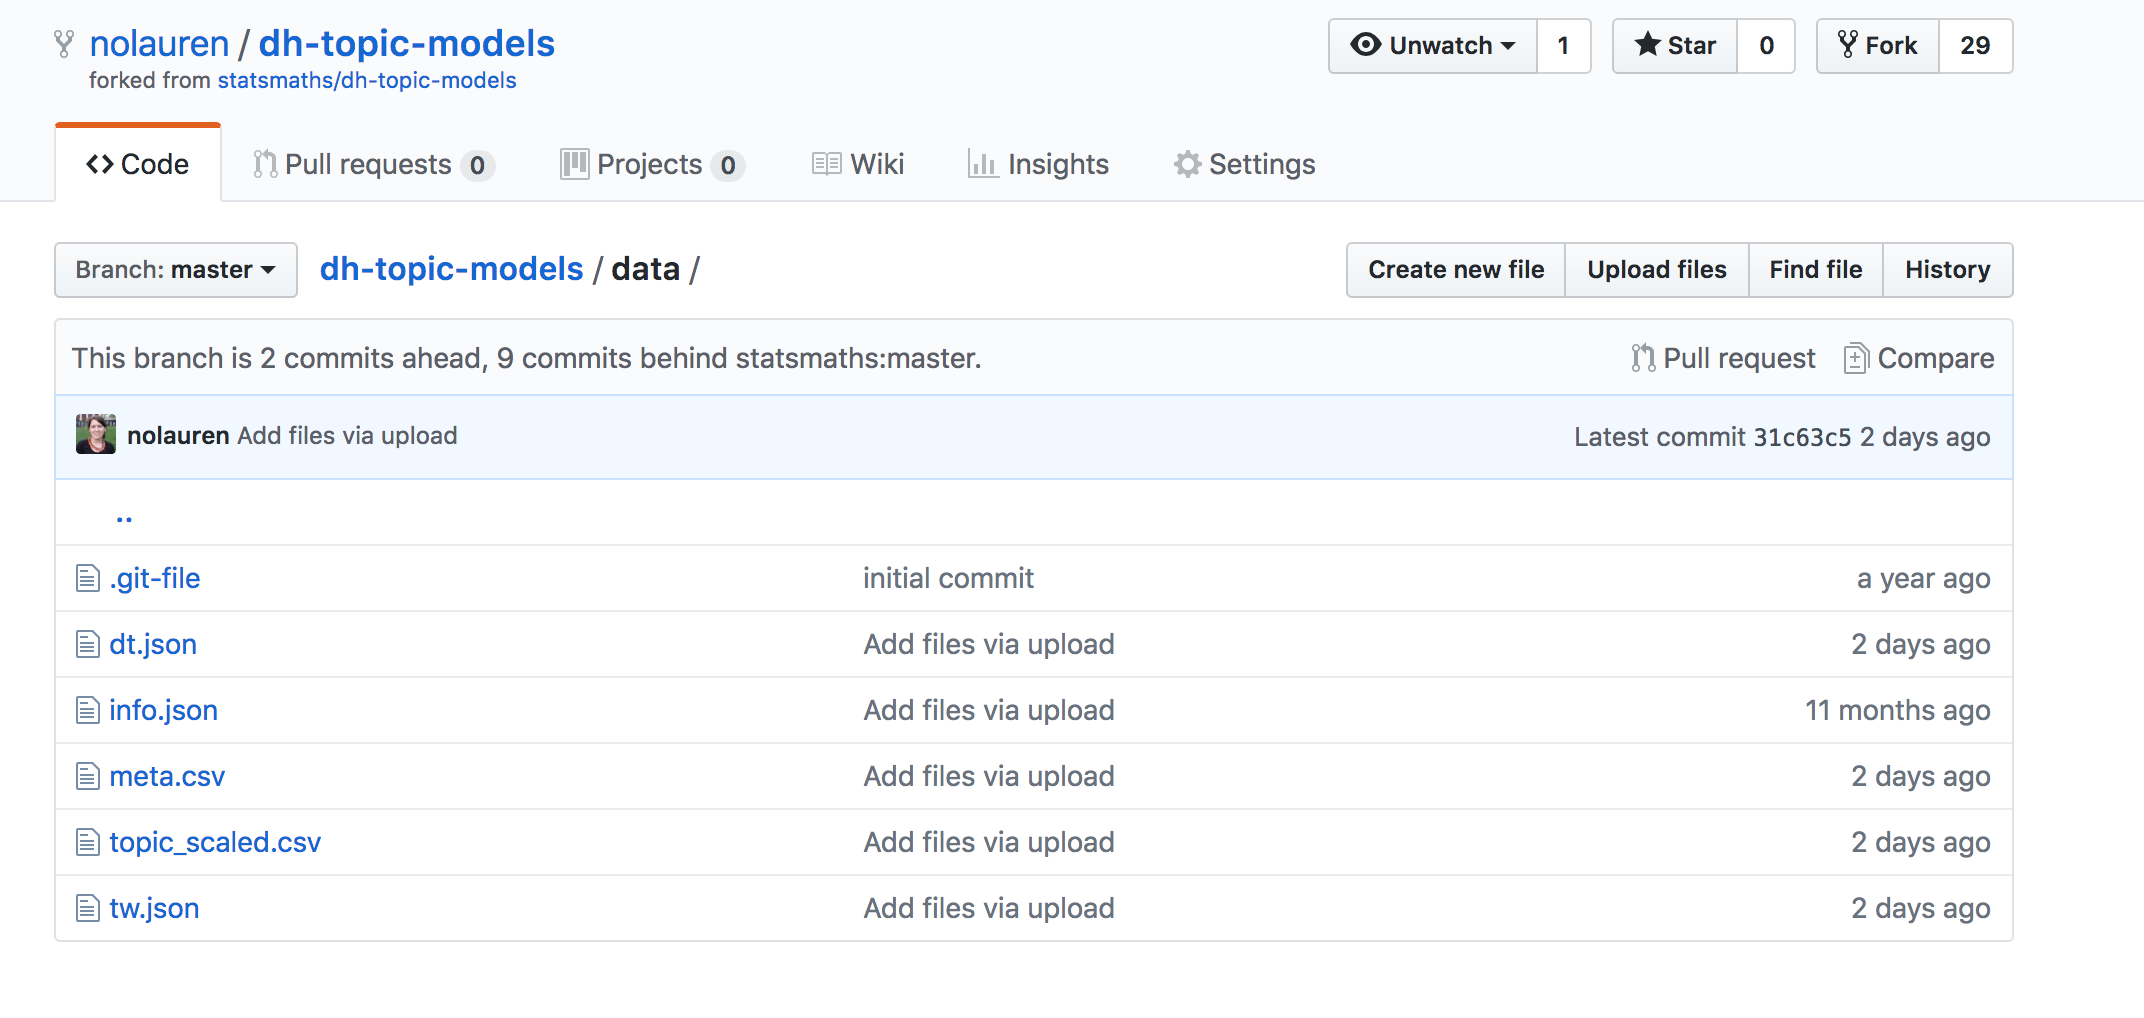 nolauren / dh-topic-models
forked from statsmaths/dh-topic-models
Unwatch 1 Star 0 Fork 29
Code Pull requests 0 Projects 0 Wiki Insights Settings
Branch: master dh-topic-models / data / Create new file Upload files Find file History
This branch is 2 commits ahead, 9 commits behind statsmaths:master. Pull request Compare
nolauren Add files via upload Latest commit 31c63c5 2 days ago
..
.git-file initial commit a year ago
dt.json Add files via upload 2 days ago
info.json Add files via upload 11 months ago
meta.csv Add files via upload 2 days ago
topic_scaled.csv Add files via upload 2 days ago
tw.json Add files via upload 2 days ago